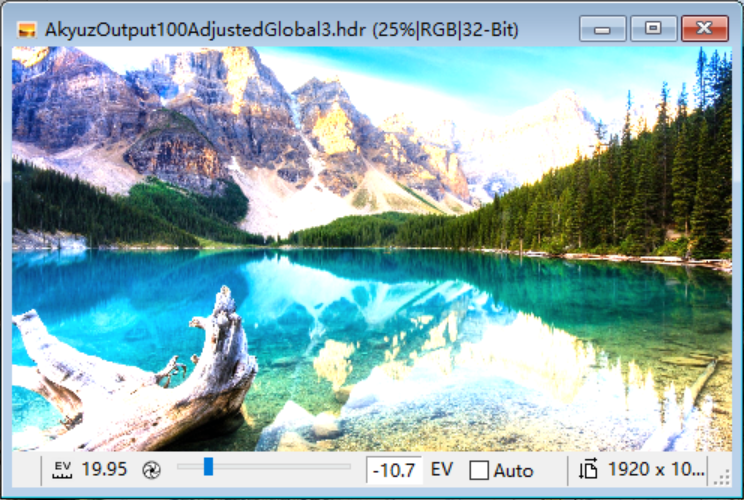 AkyuzOutput100AdjustedGlobal3.hdr (25%|RGB|32-Bit)
EV 19.95 -10.7 EV Auto 1920 x 10...